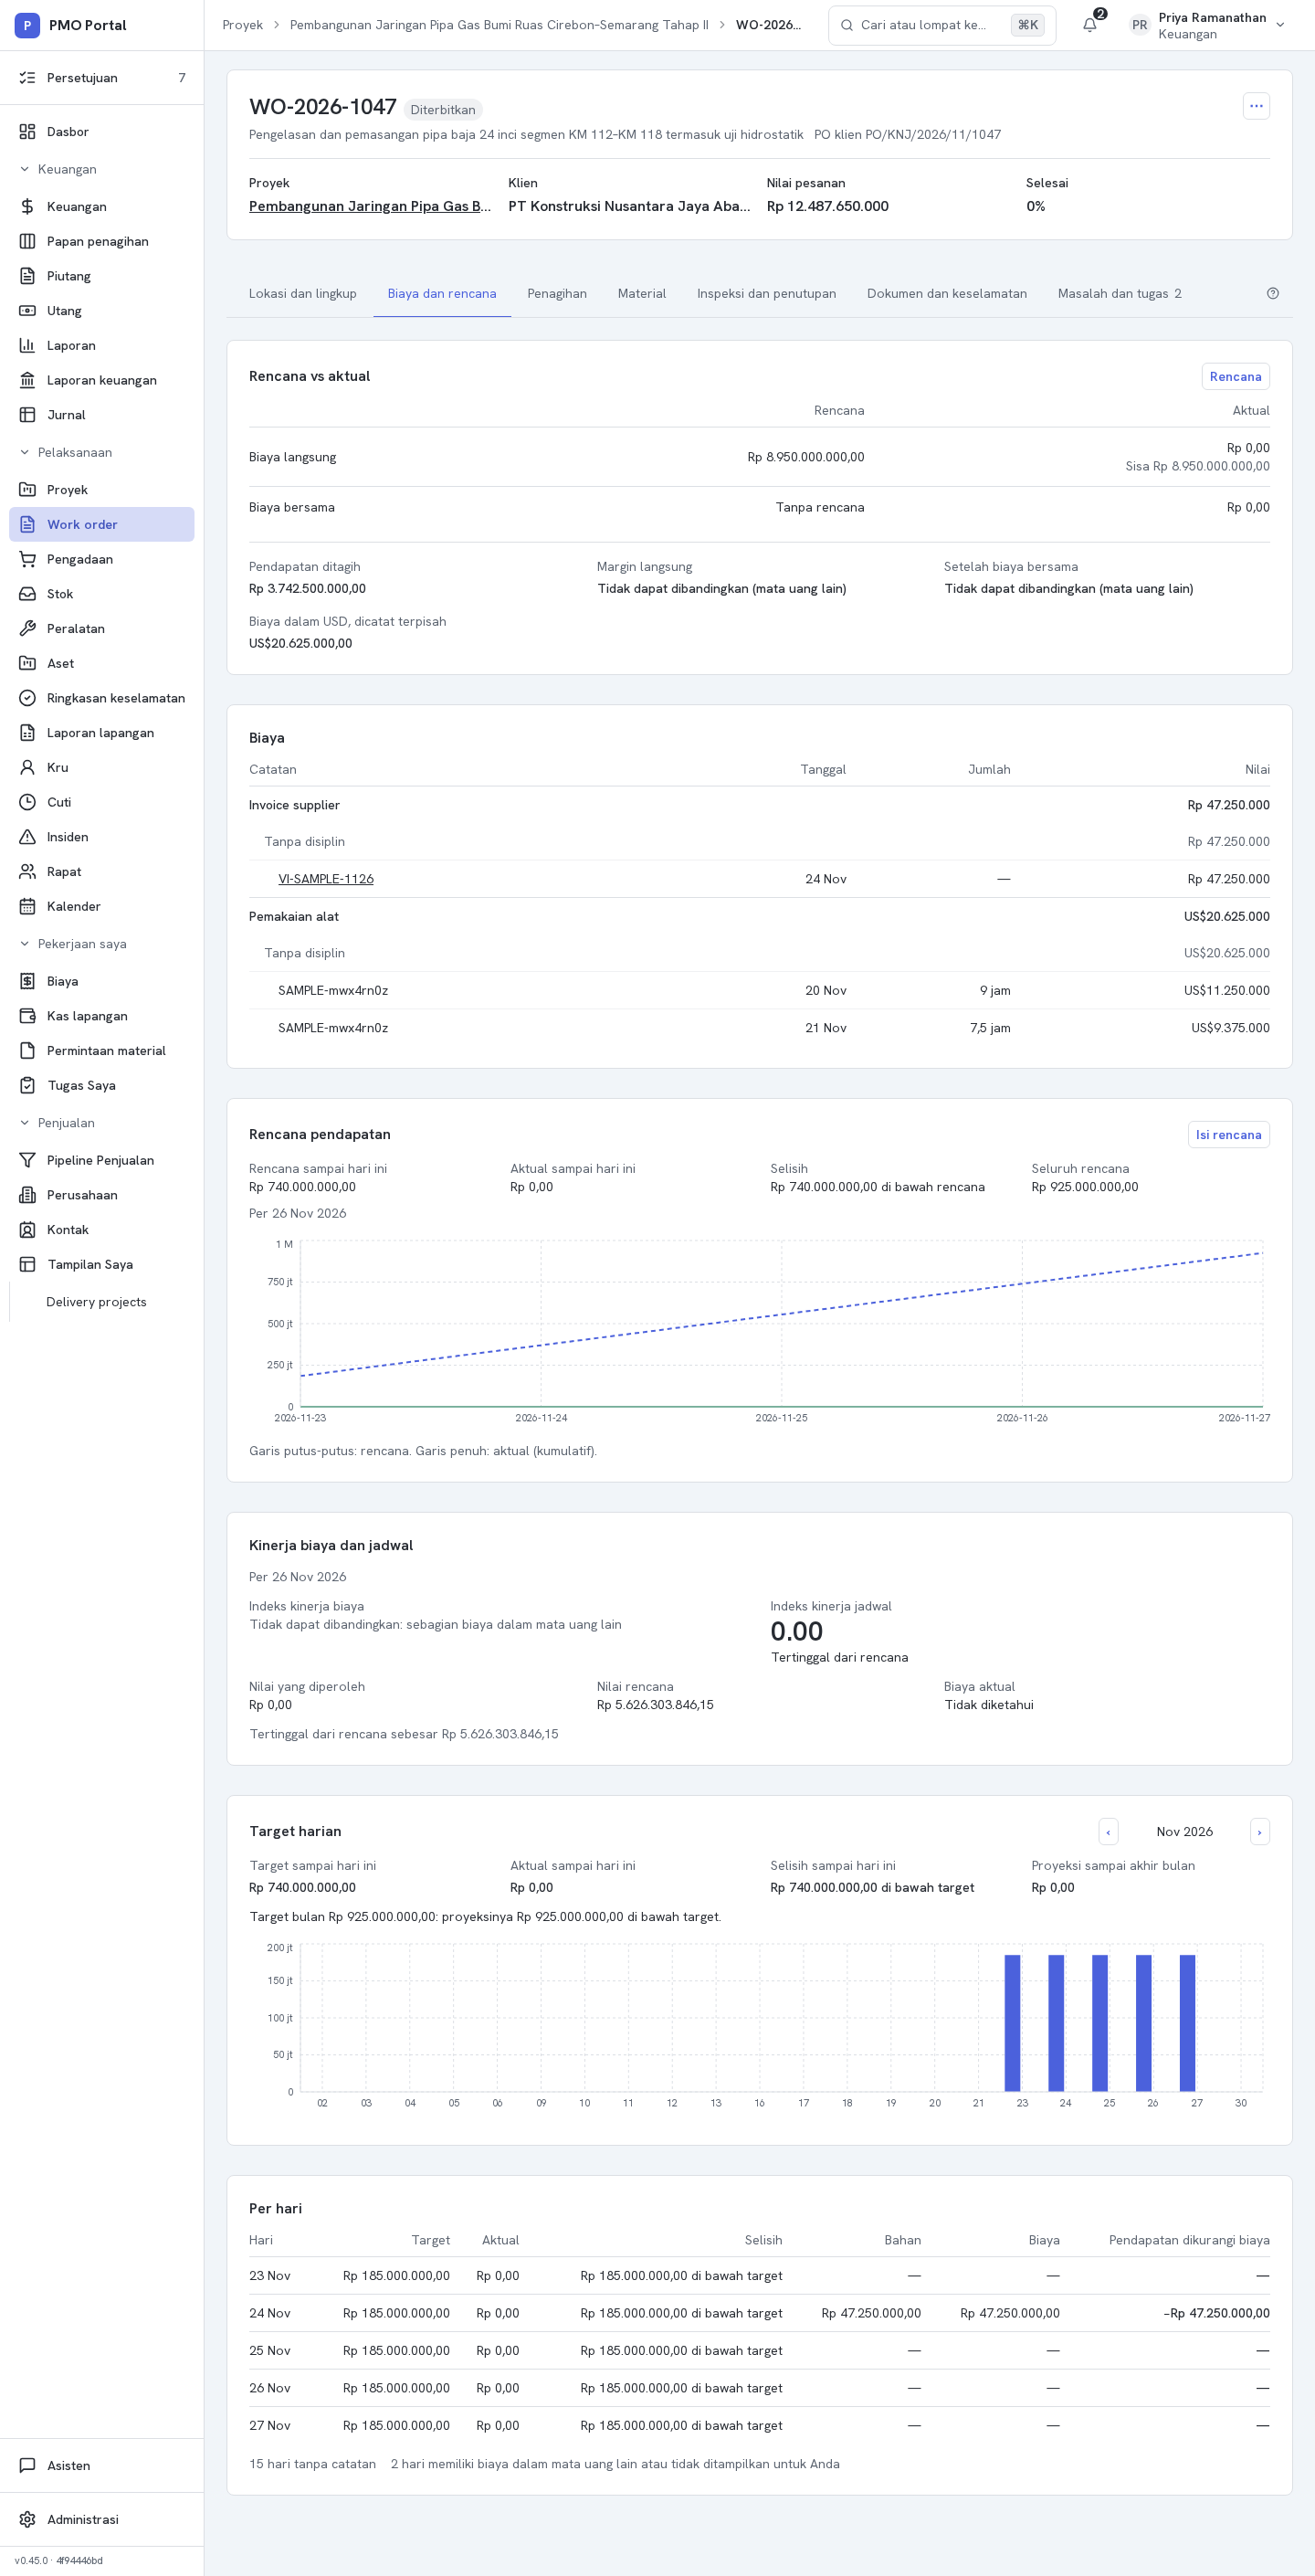 P PMO Portal
Proyek > Pembangunan Jaringan Pipa Gas Bumi Ruas Cirebon–Semarang Tahap II > WO-2026...
Cari atau lompat ke... ⌘K
2
PR Priya Ramanathan
Keuangan
Persetujuan 7
Dasbor
Keuangan
Keuangan
Papan penagihan
Piutang
Utang
Laporan
Laporan keuangan
Jurnal
Pelaksanaan
Proyek
Work order
Pengadaan
Stok
Peralatan
Aset
Ringkasan keselamatan
Laporan lapangan
Kru
Cuti
Insiden
Rapat
Kalender
Pekerjaan saya
Biaya
Kas lapangan
Permintaan material
Tugas Saya
Penjualan
Pipeline Penjualan
Perusahaan
Kontak
Tampilan Saya
Delivery projects
Asisten
Administrasi
v0.45.0 · 4f94446bd
WO-2026-1047 Diterbitkan
Pengelasan dan pemasangan pipa baja 24 inci segmen KM 112–KM 118 termasuk uji hidrostatik PO klien PO/KNJ/2026/11/1047
Proyek Klien Nilai pesanan Selesai
Pembangunan Jaringan Pipa Gas B... PT Konstruksi Nusantara Jaya Aba... Rp 12.487.650.000 0%
Lokasi dan lingkup Biaya dan rencana Penagihan Material Inspeksi dan penutupan Dokumen dan keselamatan Masalah dan tugas 2
Rencana vs aktual Rencana
Rencana Aktual
Biaya langsung Rp 8.950.000.000,00 Rp 0,00
Sisa Rp 8.950.000.000,00
Biaya bersama Tanpa rencana Rp 0,00
Pendapatan ditagih Margin langsung Setelah biaya bersama
Rp 3.742.500.000,00 Tidak dapat dibandingkan (mata uang lain) Tidak dapat dibandingkan (mata uang lain)
Biaya dalam USD, dicatat terpisah
US$20.625.000,00
Biaya
Catatan Tanggal Jumlah Nilai
Invoice supplier Rp 47.250.000
Tanpa disiplin Rp 47.250.000
VI-SAMPLE-1126 24 Nov — Rp 47.250.000
Pemakaian alat US$20.625.000
Tanpa disiplin US$20.625.000
SAMPLE-mwx4rn0z 20 Nov 9 jam US$11.250.000
SAMPLE-mwx4rn0z 21 Nov 7,5 jam US$9.375.000
Rencana pendapatan Isi rencana
Rencana sampai hari ini Aktual sampai hari ini Selisih Seluruh rencana
Rp 740.000.000,00 Rp 0,00 Rp 740.000.000,00 di bawah rencana Rp 925.000.000,00
Per 26 Nov 2026
1 M
750 jt
500 jt
250 jt
0
2026-11-23 2026-11-24 2026-11-25 2026-11-26 2026-11-27
Garis putus-putus: rencana. Garis penuh: aktual (kumulatif).
Kinerja biaya dan jadwal
Per 26 Nov 2026
Indeks kinerja biaya Indeks kinerja jadwal
Tidak dapat dibandingkan: sebagian biaya dalam mata uang lain 0.00
Tertinggal dari rencana
Nilai yang diperoleh Nilai rencana Biaya aktual
Rp 0,00 Rp 5.626.303.846,15 Tidak diketahui
Tertinggal dari rencana sebesar Rp 5.626.303.846,15
Target harian ‹ Nov 2026 ›
Target sampai hari ini Aktual sampai hari ini Selisih sampai hari ini Proyeksi sampai akhir bulan
Rp 740.000.000,00 Rp 0,00 Rp 740.000.000,00 di bawah target Rp 0,00
Target bulan Rp 925.000.000,00: proyeksinya Rp 925.000.000,00 di bawah target.
200 jt
150 jt
100 jt
50 jt
0
02 03 04 05 06 09 10 11 12 13 16 17 18 19 20 21 23 24 25 26 27 30
Per hari
Hari Target Aktual Selisih Bahan Biaya Pendapatan dikurangi biaya
23 Nov Rp 185.000.000,00 Rp 0,00 Rp 185.000.000,00 di bawah target — — —
24 Nov Rp 185.000.000,00 Rp 0,00 Rp 185.000.000,00 di bawah target Rp 47.250.000,00 Rp 47.250.000,00 -Rp 47.250.000,00
25 Nov Rp 185.000.000,00 Rp 0,00 Rp 185.000.000,00 di bawah target — — —
26 Nov Rp 185.000.000,00 Rp 0,00 Rp 185.000.000,00 di bawah target — — —
27 Nov Rp 185.000.000,00 Rp 0,00 Rp 185.000.000,00 di bawah target — — —
15 hari tanpa catatan 2 hari memiliki biaya dalam mata uang lain atau tidak ditampilkan untuk Anda